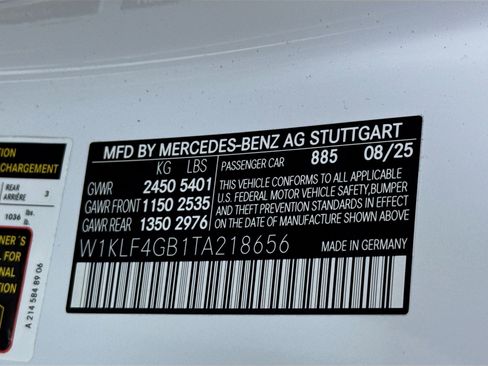 MFD BY MERCEDES-BENZ AG STUTTGART
KG LBS
GVWR 2450 5401
GAWR FRONT 1150 2535
GAWR REAR 1350 2976
PASSENGER CAR 885 08/25
THIS VEHICLE CONFORMS TO ALL APPLICABLE
U.S. FEDERAL MOTOR VEHICLE SAFETY, BUMPER
AND THEFT PREVENTION STANDARDS IN EFFECT
ON THE DATE OF MANUFACTURE SHOWN ABOVE
W1KLF4GB1TA218656
MADE IN GERMANY
CHARGEMENT
REAR
ARRIÈRE 3
1036 lbs.
A 214 584 89 06